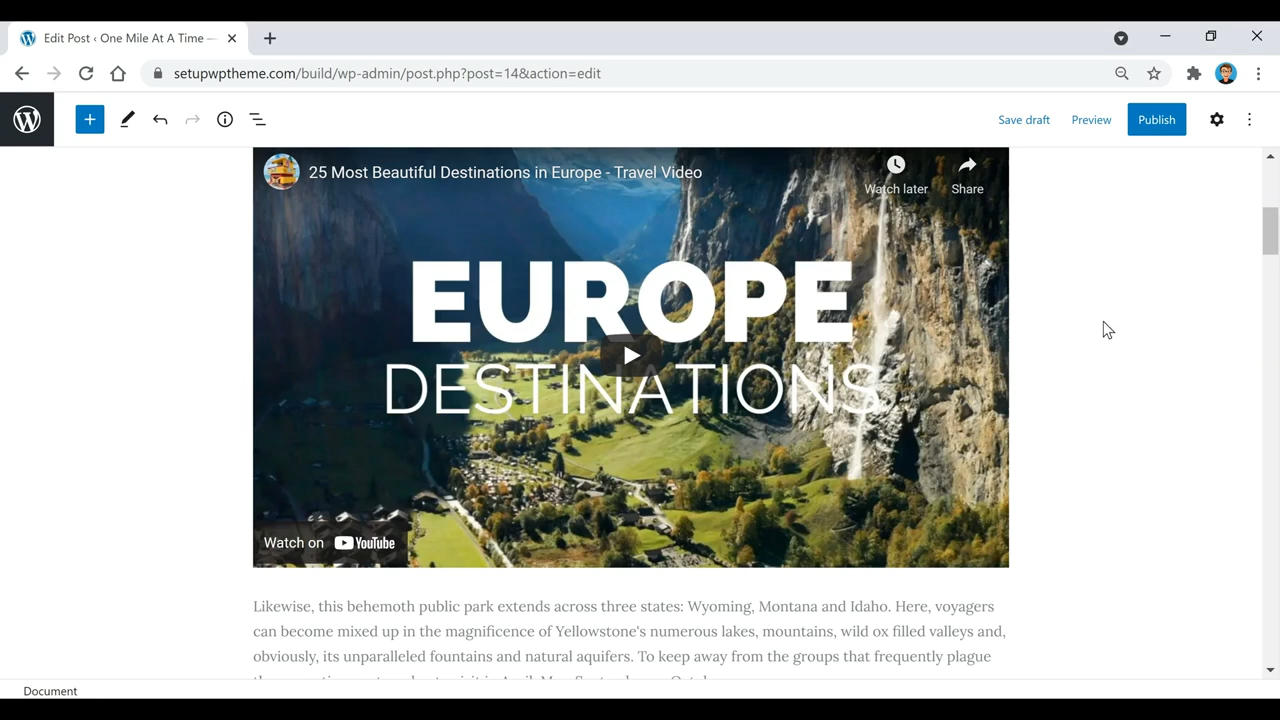 Edit Post ‹ One Mile At A Time —
setupwptheme.com/build/wp-admin/post.php?post=14&action=edit
Save draft
Preview
Publish
25 Most Beautiful Destinations in Europe - Travel Video
Watch later
Share
EUROPE
DESTINATIONS
Watch on YouTube
Likewise, this behemoth public park extends across three states: Wyoming, Montana and Idaho. Here, voyagers
can become mixed up in the magnificence of Yellowstone's numerous lakes, mountains, wild ox filled valleys and,
obviously, its unparalleled fountains and natural aquifers. To keep away from the groups that frequently plague
Document